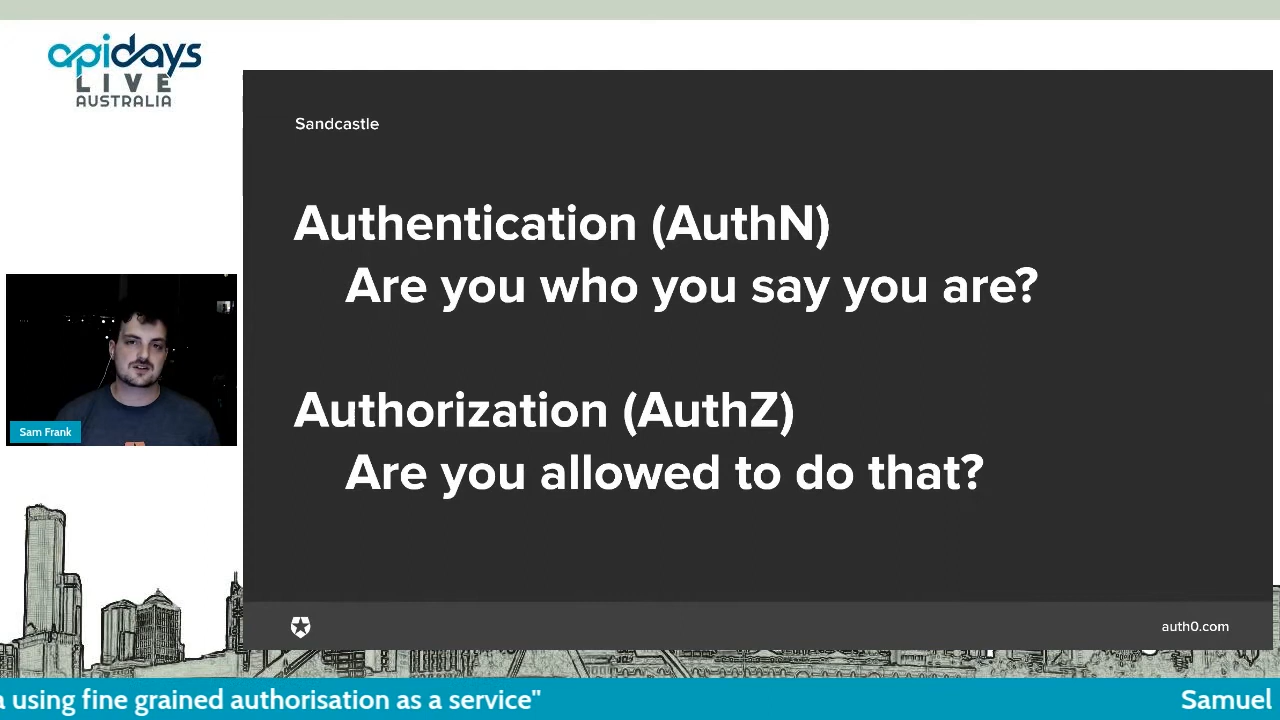 apidays
LIVE
AUSTRALIA
Sandcastle
Authentication (AuthN)
Are you who you say you are?
Authorization (AuthZ)
Are you allowed to do that?
Sam Frank
auth0.com
using fine grained authorisation as a service"
Samuel